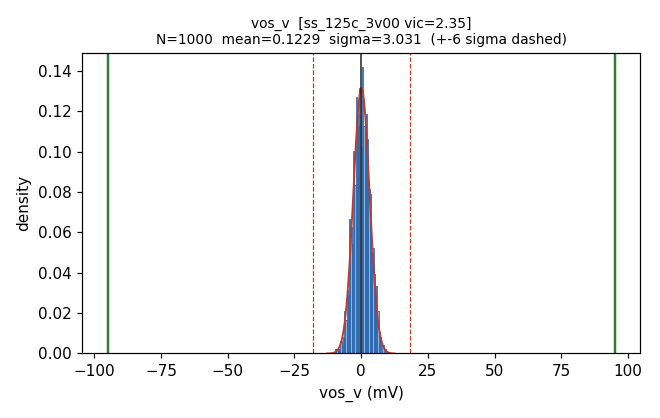 vos_v  [ss_125c_3v00 vic=2.35]
N=1000  mean=0.1229  sigma=3.031  (+-6 sigma dashed)
density
0.14
0.12
0.10
0.08
0.06
0.04
0.02
0.00
−100 −75 −50 −25 0 25 50 75 100
vos_v (mV)